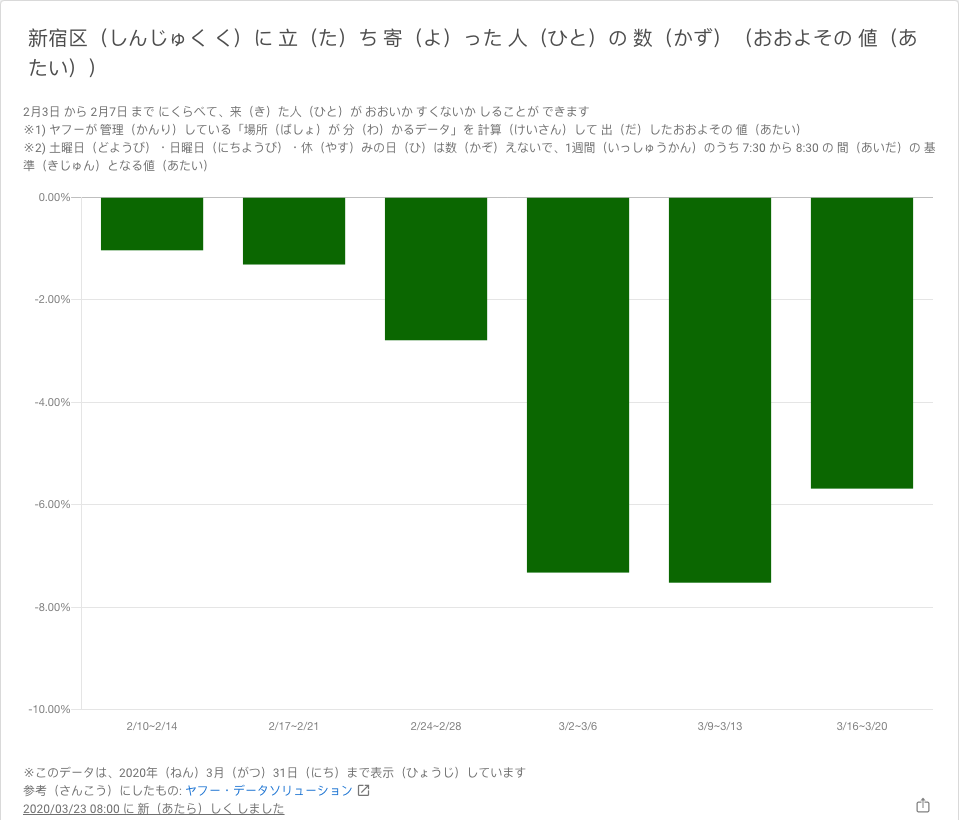 新宿区（しんじゅく く）に 立（た）ち 寄（よ）った 人（ひと）の 数（かず）（おおよその 値（あ
たい））
2月3日 から 2月7日 まで にくらべて、来（き）た人（ひと）が おおいか すくないか しることが できます
※1) ヤフーが 管理（かんり）している「場所（ばしょ）が 分（わ）かるデータ」を 計算（けいさん）して 出（だ）したおおよその 値（あたい）
※2) 土曜日（どようび）・日曜日（にちようび）・休（やす）みの日（ひ）は数（かぞ）えないで、1週間（いっしゅうかん）のうち 7:30 から 8:30 の 間（あいだ）の 基
準（きじゅん）となる値（あたい）
0.00%
-2.00%
-4.00%
-6.00%
-8.00%
-10.00%
2/10~2/14 2/17~2/21 2/24~2/28 3/2~3/6 3/9~3/13 3/16~3/20
※このデータは、2020年（ねん）3月（がつ）31日（にち）まで表示（ひょうじ）しています
参考（さんこう）にしたもの: ヤフー・データソリューション
2020/03/23 08:00 に 新（あたら）しく しました